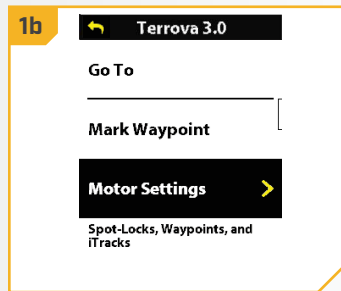 1b
Terrova 3.0
Go To
Mark Waypoint
Motor Settings
Spot-Locks, Waypoints, and
iTracks